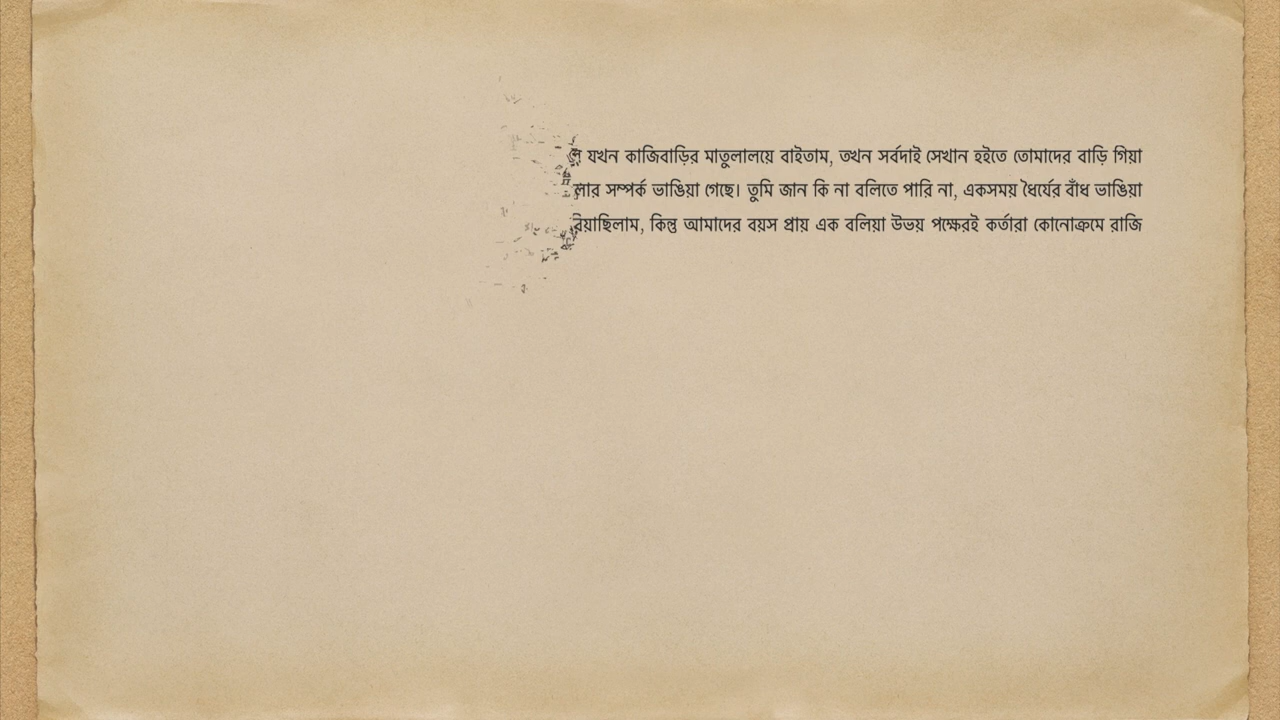 যখন কাজিবাড়ির মাতুলালয়ে বাইতাম, তখন সর্বদাই সেখান হইতে তোমাদের বাড়ি গিয়া
সম্পর্ক ভাঙিয়া গেছে। তুমি জান কি না বলিতে পারি না, একসময় ধৈর্যের বাঁধ ভাঙিয়া
কিন্তু আমাদের বয়স প্রায় এক বলিয়া উভয় পক্ষেরই কর্তারা কোনোক্রমে রাজি